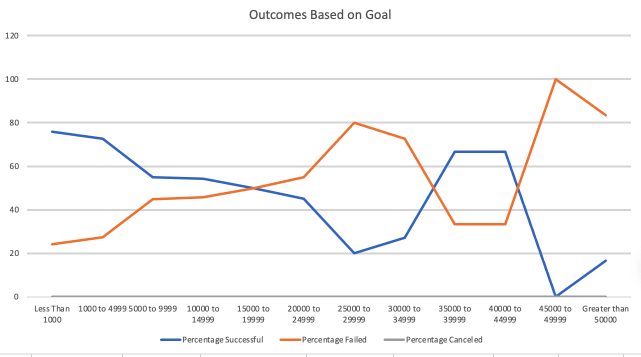 Outcomes Based on Goal
120
100
80
60
40
20
0
Less Than 1000 to 4999 5000 to 9999 10000 to 15000 to 20000 to 25000 to 30000 to 35000 to 40000 to 45000 to Greater than
1000 14999 19999 24999 29999 34999 39999 44999 49999 50000
Percentage Successful Percentage Failed Percentage Canceled